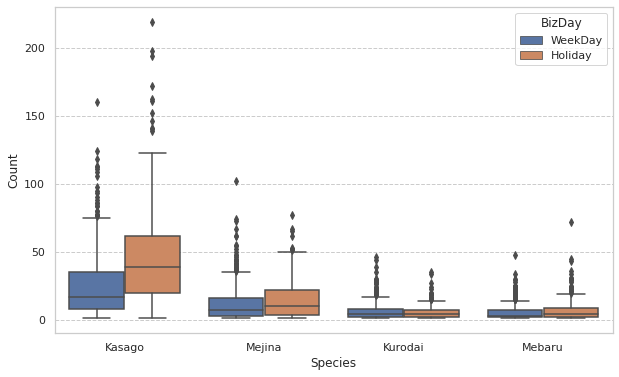 BizDay
WeekDay
Holiday
200
150
100
50
0
Count
Kasago Mejina Kurodai Mebaru
Species